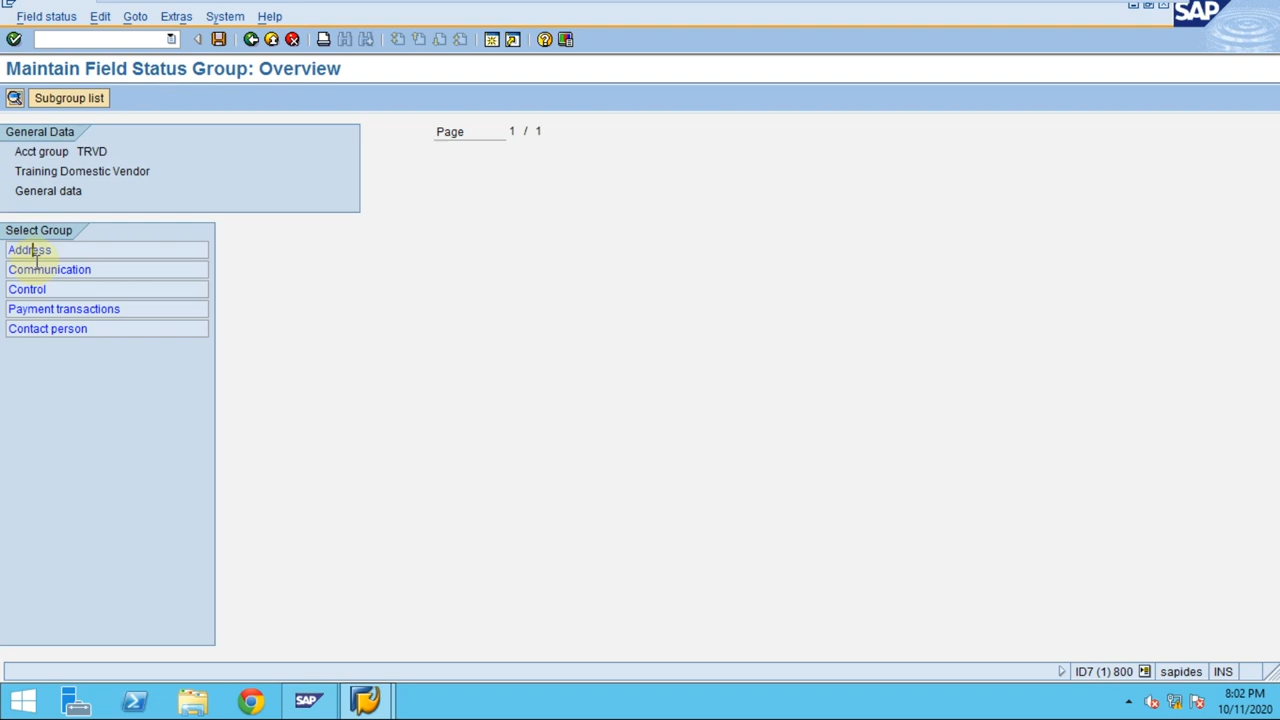 Field status Edit Goto Extras System Help
SAP
Maintain Field Status Group: Overview
Subgroup list
General Data
Page 1 / 1
Acct group TRVD
Training Domestic Vendor
General data
Select Group
Address
Communication
Control
Payment transactions
Contact person
ID7 (1) 800 sapides INS
SAP
8:02 PM
10/11/2020